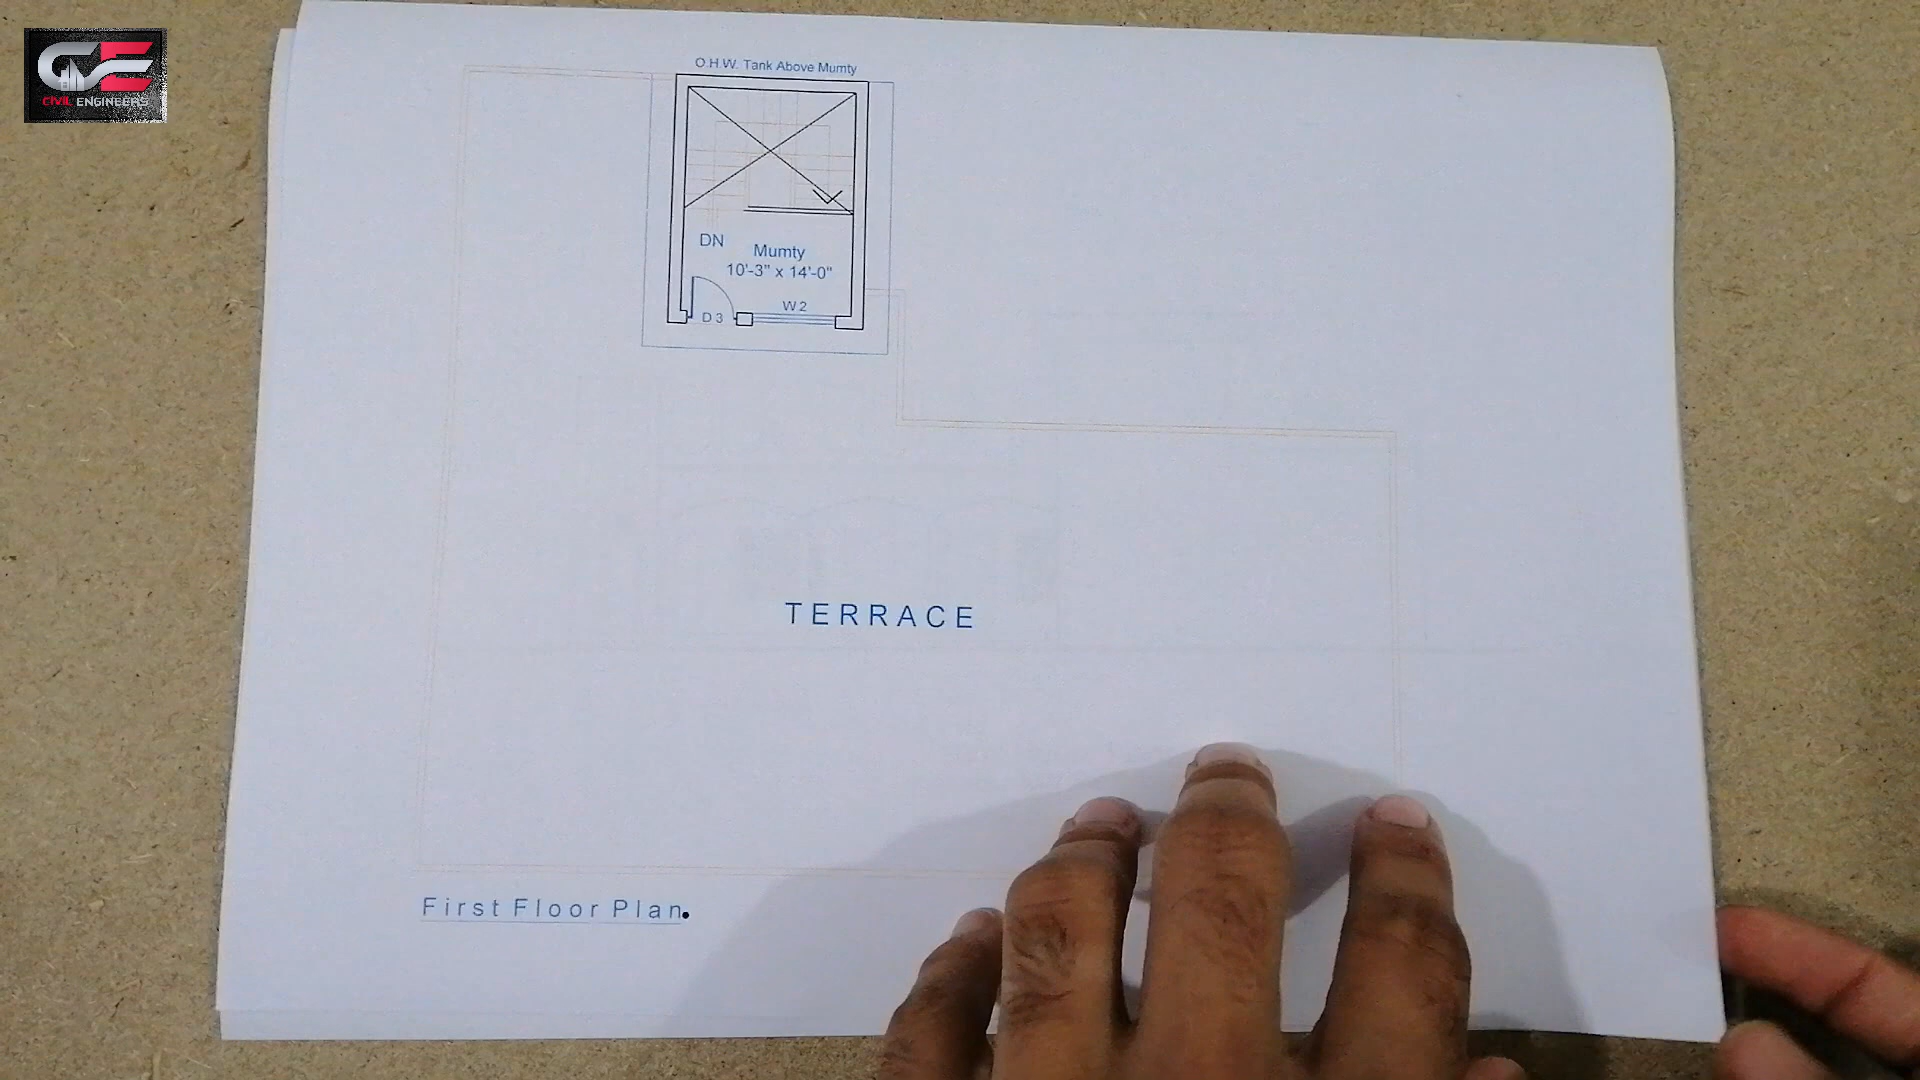 CIVIL ENGINEERS
O.H.W. Tank Above Mumty
DN
Mumty
10'-3" x 14'-0"
W 2
D 3
TERRACE
First Floor Plan.